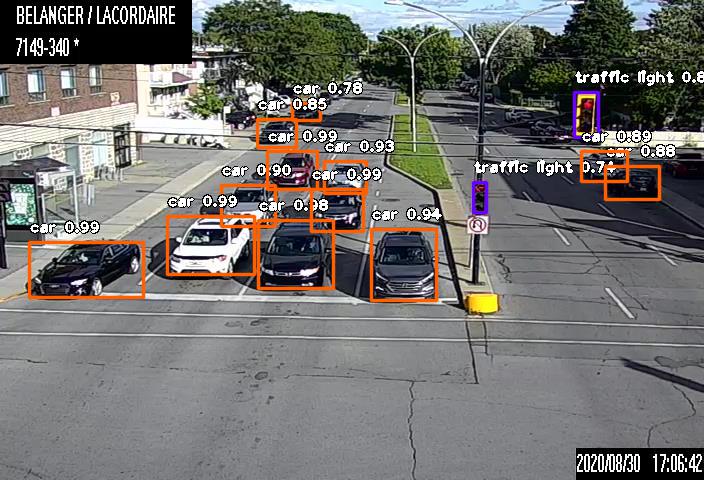 BELANGER / LACORDAIRE
7149-340 *
car 0.78
car 0.85
traffic light 0.8
car 0.99
car 0.93
car 0.89
car 0.88
car 0.90
car 0.99
traffic light 0.74
car 0.99
car 0.98
car 0.94
car 0.99
2020/08/30 17:06:42